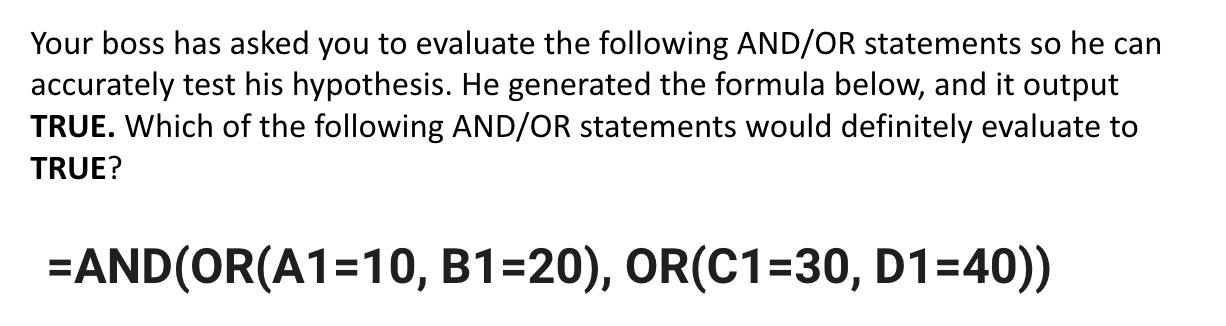 Your boss has asked you to evaluate the following AND/OR statements so he can
accurately test his hypothesis. He generated the formula below, and it output
TRUE. Which of the following AND/OR statements would definitely evaluate to
TRUE?
=AND(OR(A1=10, B1=20), OR(C1=30, D1=40))